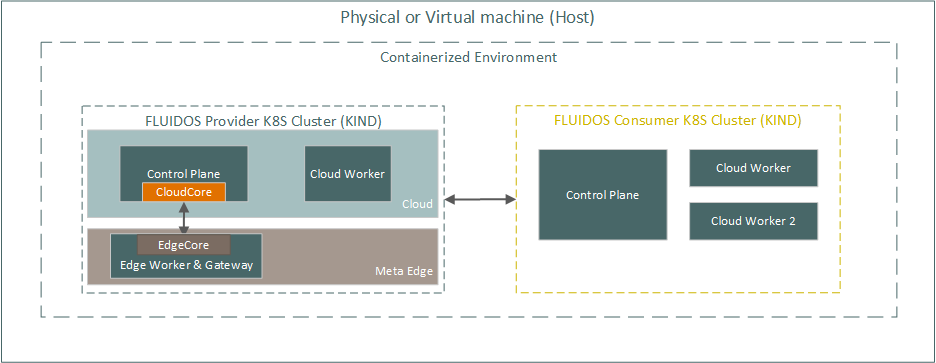 Physical or Virtual machine (Host)
Containerized Environment
FLUIDOS Provider K8S Cluster (KIND)
Control Plane
CloudCore
Cloud Worker
Cloud
EdgeCore
Edge Worker & Gateway
Meta Edge
FLUIDOS Consumer K8S Cluster (KIND)
Control Plane
Cloud Worker
Cloud Worker 2